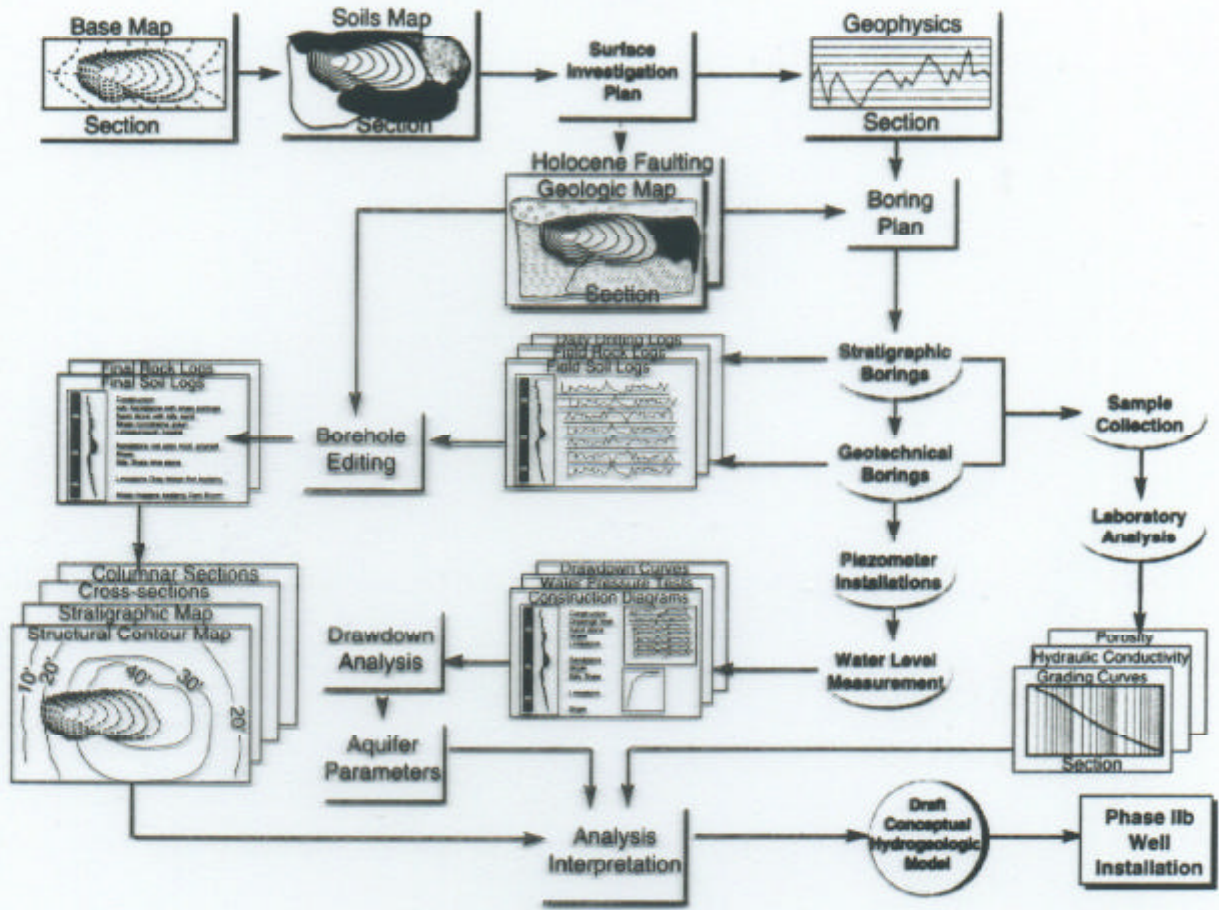 Base Map
Section
Soils Map
Section
Surface
Investigation
Plan
Geophysics
Section
Holocene Faulting
Geologic Map
Section
Boring
Plan
Daily Drilling Logs
Field Rock Logs
Field Soil Logs
Stratigraphic
Borings
Geotechnical
Borings
Sample
Collection
Laboratory
Analysis
Final Rock Logs
Final Soil Logs
Construction
Borehole
Editing
Piezometer
Installations
Water Level
Measurement
Drawdown Curves
Water Pressure Tests
Construction Diagrams
Construction
Drawdown
Analysis
Aquifer
Parameters
Columnar Sections
Cross-sections
Stratigraphic Map
Structural Contour Map
10'
20'
40'
30'
20'
Porosity
Hydraulic Conductivity
Grading Curves
Section
Analysis
Interpretation
Draft
Conceptual
Hydrogeologic
Model
Phase IIb
Well
Installation